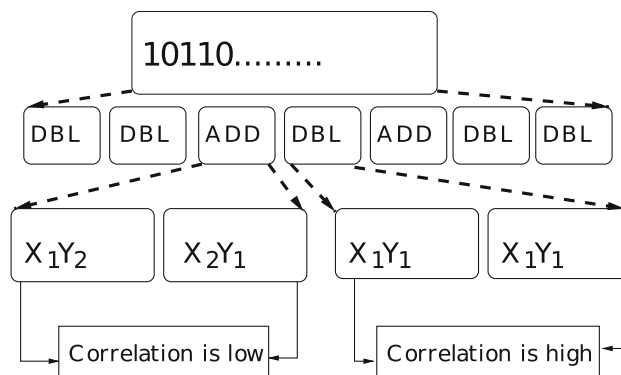 10110.........
DBL DBL ADD DBL ADD DBL DBL
X₁Y₂ X₂Y₁ X₁Y₁ X₁Y₁
Correlation is low Correlation is high